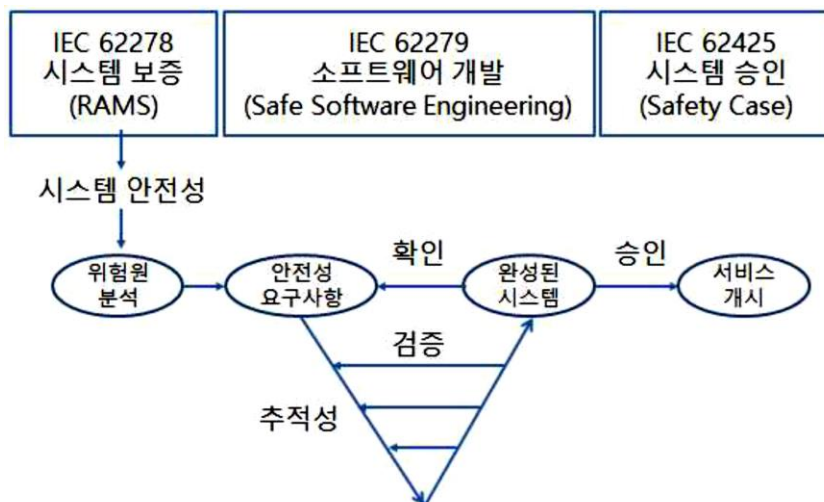 IEC 62278
시스템 보증
(RAMS)
IEC 62279
소프트웨어 개발
(Safe Software Engineering)
IEC 62425
시스템 승인
(Safety Case)
시스템 안전성
위험원
분석
안전성
요구사항
확인
완성된
시스템
승인
서비스
개시
검증
추적성